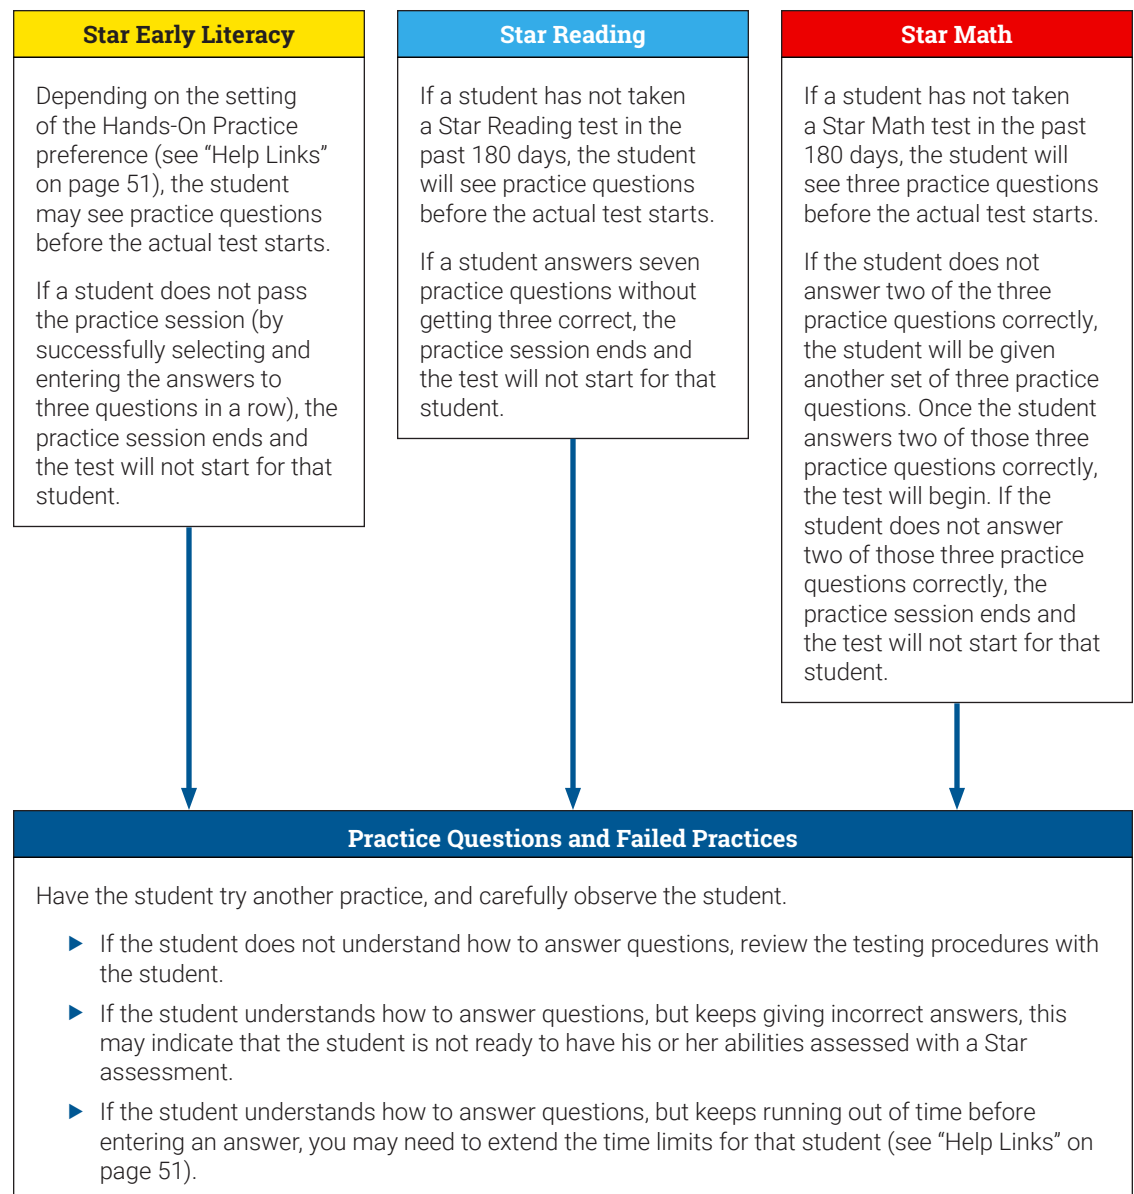 Star Early Literacy
Depending on the setting
of the Hands-On Practice
preference (see “Help Links”
on page 51), the student
may see practice questions
before the actual test starts.
If a student does not pass
the practice session (by
successfully selecting and
entering the answers to
three questions in a row), the
practice session ends and
the test will not start for that
student.
Star Reading
If a student has not taken
a Star Reading test in the
past 180 days, the student
will see practice questions
before the actual test starts.
If a student answers seven
practice questions without
getting three correct, the
practice session ends and
the test will not start for that
student.
Star Math
If a student has not taken
a Star Math test in the past
180 days, the student will
see three practice questions
before the actual test starts.
If the student does not
answer two of the three
practice questions correctly,
the student will be given
another set of three practice
questions. Once the student
answers two of those three
practice questions correctly,
the test will begin. If the
student does not answer
two of those three practice
questions correctly, the
practice session ends and
the test will not start for that
student.
Practice Questions and Failed Practices
Have the student try another practice, and carefully observe the student.
If the student does not understand how to answer questions, review the testing procedures with
the student.
If the student understands how to answer questions, but keeps giving incorrect answers, this
may indicate that the student is not ready to have his or her abilities assessed with a Star
assessment.
If the student understands how to answer questions, but keeps running out of time before
entering an answer, you may need to extend the time limits for that student (see “Help Links” on
page 51).